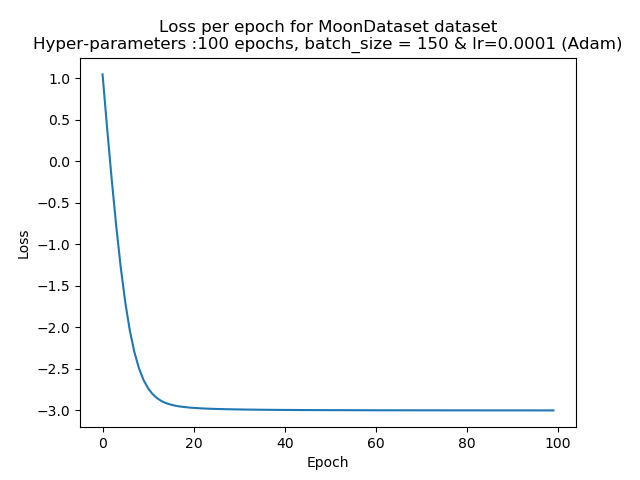 Loss per epoch for MoonDataset dataset
Hyper-parameters :100 epochs, batch_size = 150 & lr=0.0001 (Adam)
1.0
0.5
0.0
−0.5
−1.0
−1.5
−2.0
−2.5
−3.0
Loss
0 20 40 60 80 100
Epoch